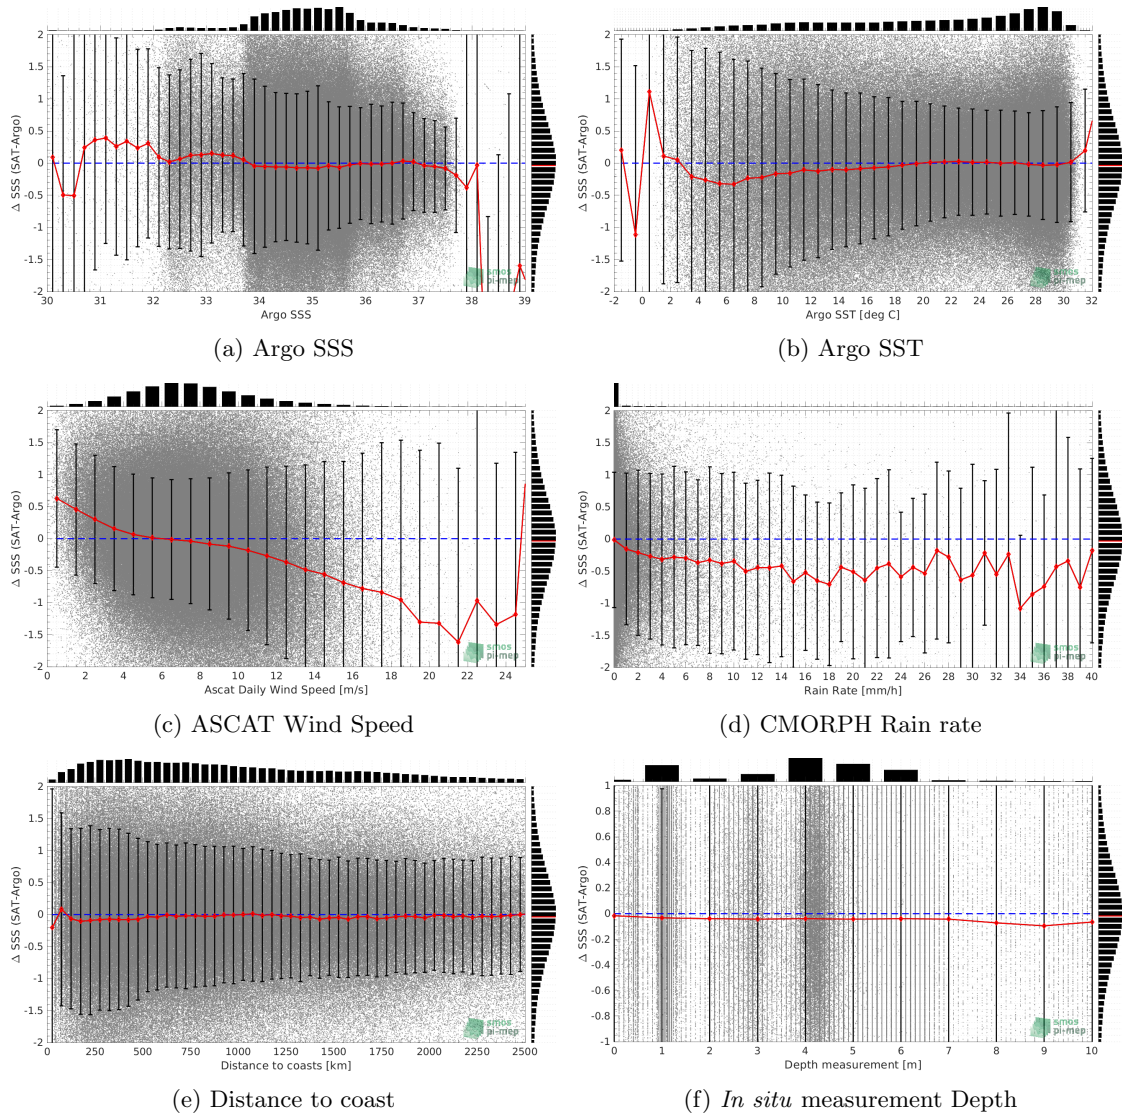 2
1.5
1
0.5
0
-0.5
-1
-1.5
-2
Δ SSS (SAT-Argo)
30 31 32 33 34 35 36 37 38 39
Argo SSS
smos
pi-mep
(a) Argo SSS
2
1.5
1
0.5
0
-0.5
-1
-1.5
-2
Δ SSS (SAT-Argo)
-2 0 2 4 6 8 10 12 14 16 18 20 22 24 26 28 30 32
Argo SST [deg C]
smos
pi-mep
(b) Argo SST
2
1.5
1
0.5
0
-0.5
-1
-1.5
-2
Δ SSS (SAT-Argo)
0 2 4 6 8 10 12 14 16 18 20 22 24
Ascat Daily Wind Speed [m/s]
smos
pi-mep
(c) ASCAT Wind Speed
2
1.5
1
0.5
0
-0.5
-1
-1.5
-2
Δ SSS (SAT-Argo)
0 2 4 6 8 10 12 14 16 18 20 22 24 26 28 30 32 34 36 38 40
Rain Rate [mm/h]
smos
pi-mep
(d) CMORPH Rain rate
2
1.5
1
0.5
0
-0.5
-1
-1.5
-2
Δ SSS (SAT-Argo)
0 250 500 750 1000 1250 1500 1750 2000 2250 2500
Distance to coasts [km]
smos
pi-mep
(e) Distance to coast
1
0.8
0.6
0.4
0.2
0
-0.2
-0.4
-0.6
-0.8
-1
Δ SSS (SAT-Argo)
0 1 2 3 4 5 6 7 8 9 10
Depth measurement [m]
smos
pi-mep
(f) In situ measurement Depth